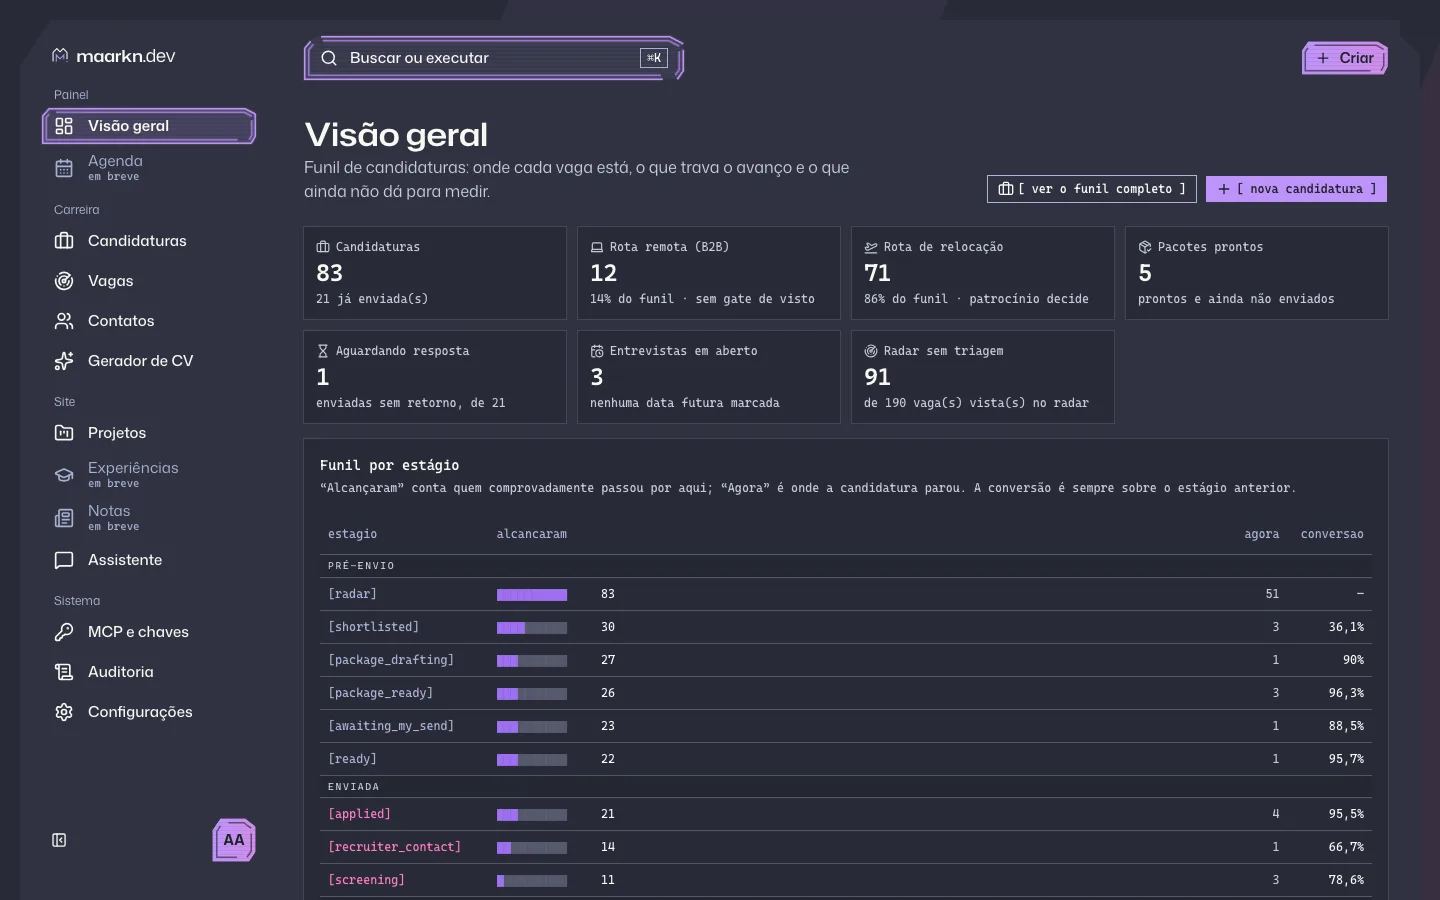 maarkn.dev
Buscar ou executar
⌘K
+ Criar
Painel
Visão geral
Agenda
em breve
Carreira
Candidaturas
Vagas
Contatos
Gerador de CV
Site
Projetos
Experiências
em breve
Notas
em breve
Assistente
Sistema
MCP e chaves
Auditoria
Configurações
AA
Visão geral
Funil de candidaturas: onde cada vaga está, o que trava o avanço e o que
ainda não dá para medir.
[ ver o funil completo ]
+ [ nova candidatura ]
Candidaturas
83
21 já enviada(s)
Rota remota (B2B)
12
14% do funil · sem gate de visto
Rota de relocação
71
86% do funil · patrocínio decide
Pacotes prontos
5
prontos e ainda não enviados
Aguardando resposta
1
enviadas sem retorno, de 21
Entrevistas em aberto
3
nenhuma data futura marcada
Radar sem triagem
91
de 190 vaga(s) vista(s) no radar
Funil por estágio
“Alcançaram” conta quem comprovadamente passou por aqui; “Agora” é onde a candidatura parou. A conversão é sempre sobre o estágio anterior.
estagio alcancaram agora conversao
PRÉ-ENVIO
[radar] 83 51 —
[shortlisted] 30 3 36,1%
[package_drafting] 27 1 90%
[package_ready] 26 3 96,3%
[awaiting_my_send] 23 1 88,5%
[ready] 22 1 95,7%
ENVIADA
[applied] 21 4 95,5%
[recruiter_contact] 14 1 66,7%
[screening] 11 3 78,6%